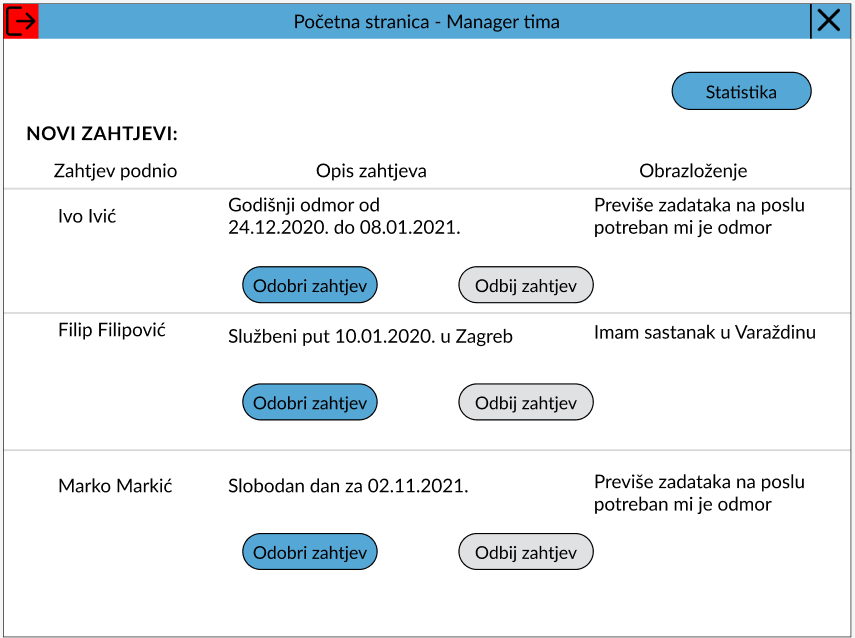 Početna stranica - Manager tima
Statistika
NOVI ZAHTJEVI:
Zahtjev podnio Opis zahtjeva Obrazloženje
Ivo Ivić
Godišnji odmor od
24.12.2020. do 08.01.2021.
Previše zadataka na poslu
potreban mi je odmor
Odobri zahtjev Odbij zahtjev
Filip Filipović
Službeni put 10.01.2020. u Zagreb
Imam sastanak u Varaždinu
Odobri zahtjev Odbij zahtjev
Marko Markić
Slobodan dan za 02.11.2021.
Previše zadataka na poslu
potreban mi je odmor
Odobri zahtjev Odbij zahtjev